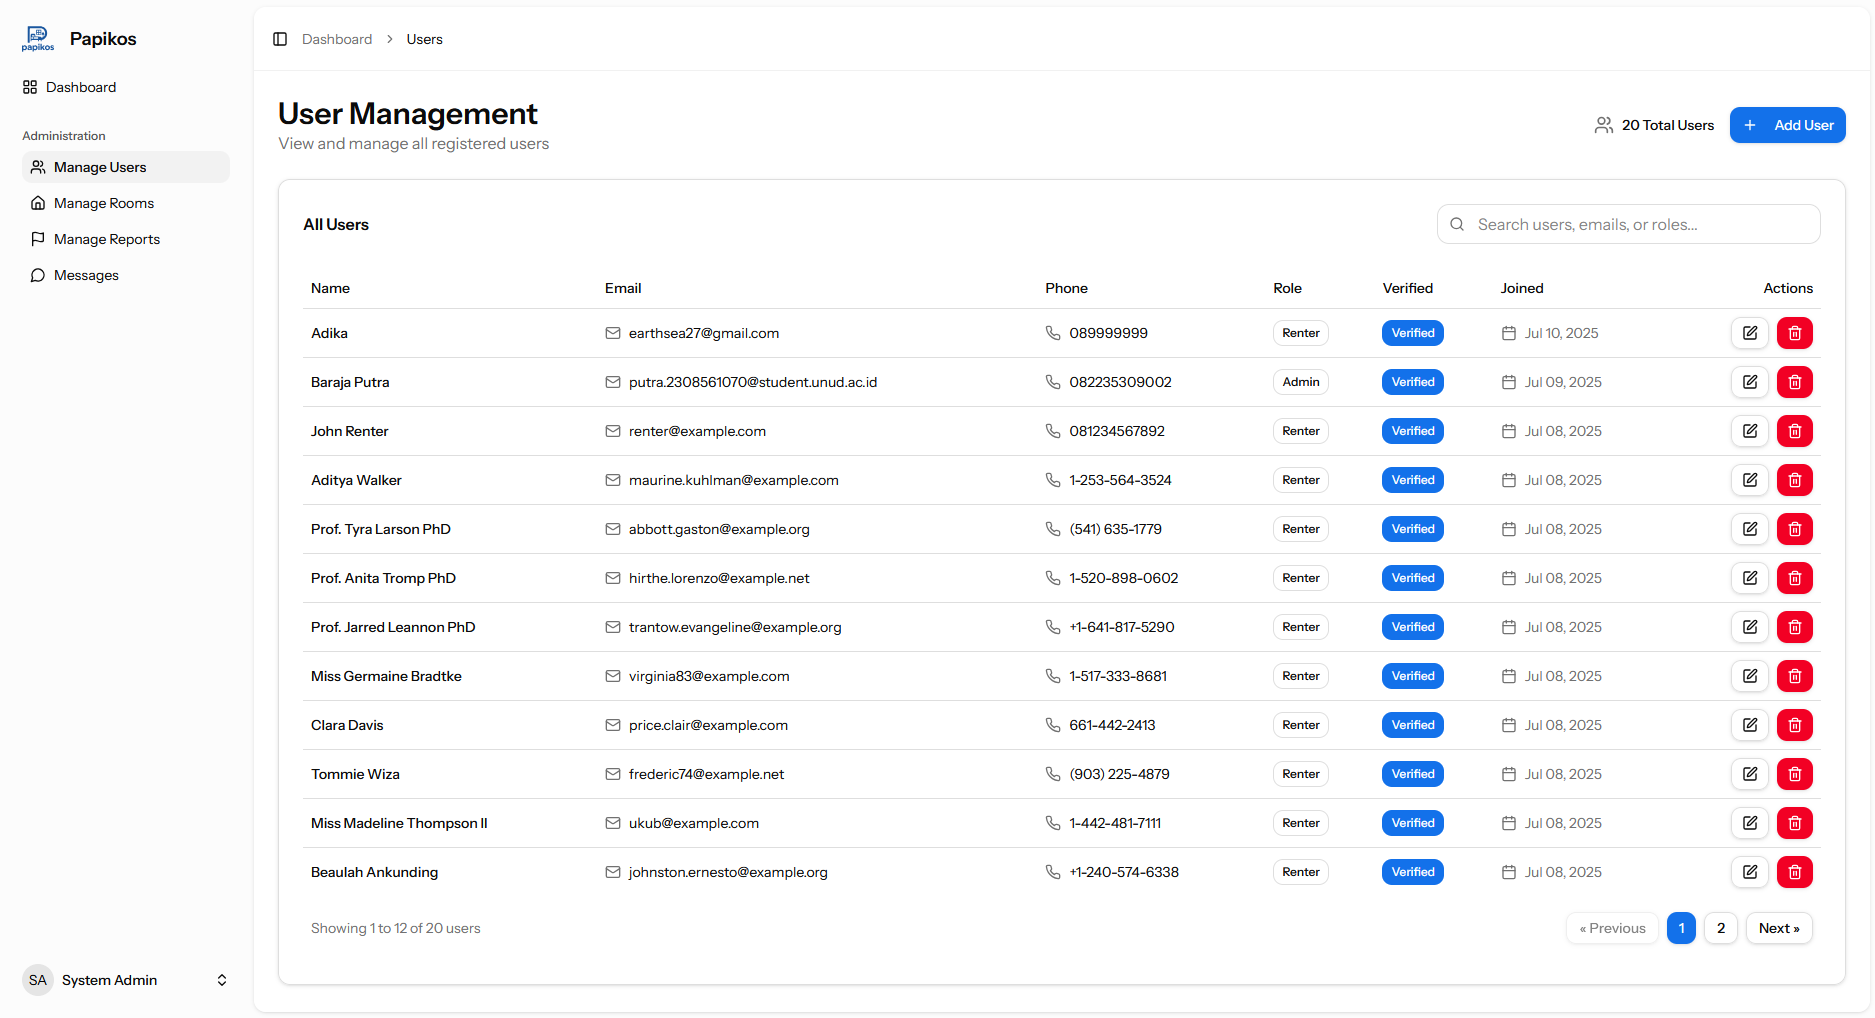 papikos
Papikos
Dashboard
Administration
Manage Users
Manage Rooms
Manage Reports
Messages
SA System Admin
Dashboard > Users
User Management
View and manage all registered users
20 Total Users
+ Add User
All Users
Search users, emails, or roles...
Name Email Phone Role Verified Joined Actions
Adika earthsea27@gmail.com 089999999 Renter Verified Jul 10, 2025
Baraja Putra putra.2308561070@student.unud.ac.id 082235309002 Admin Verified Jul 09, 2025
John Renter renter@example.com 081234567892 Renter Verified Jul 08, 2025
Aditya Walker maurine.kuhlman@example.com 1-253-564-3524 Renter Verified Jul 08, 2025
Prof. Tyra Larson PhD abbott.gaston@example.org (541) 635-1779 Renter Verified Jul 08, 2025
Prof. Anita Tromp PhD hirthe.lorenzo@example.net 1-520-898-0602 Renter Verified Jul 08, 2025
Prof. Jarred Leannon PhD trantow.evangeline@example.org +1-641-817-5290 Renter Verified Jul 08, 2025
Miss Germaine Bradtke virginia83@example.com 1-517-333-8681 Renter Verified Jul 08, 2025
Clara Davis price.clair@example.com 661-442-2413 Renter Verified Jul 08, 2025
Tommie Wiza frederic74@example.net (903) 225-4879 Renter Verified Jul 08, 2025
Miss Madeline Thompson II ukub@example.com 1-442-481-7111 Renter Verified Jul 08, 2025
Beaulah Ankunding johnston.ernesto@example.org +1-240-574-6338 Renter Verified Jul 08, 2025
Showing 1 to 12 of 20 users
« Previous 1 2 Next »